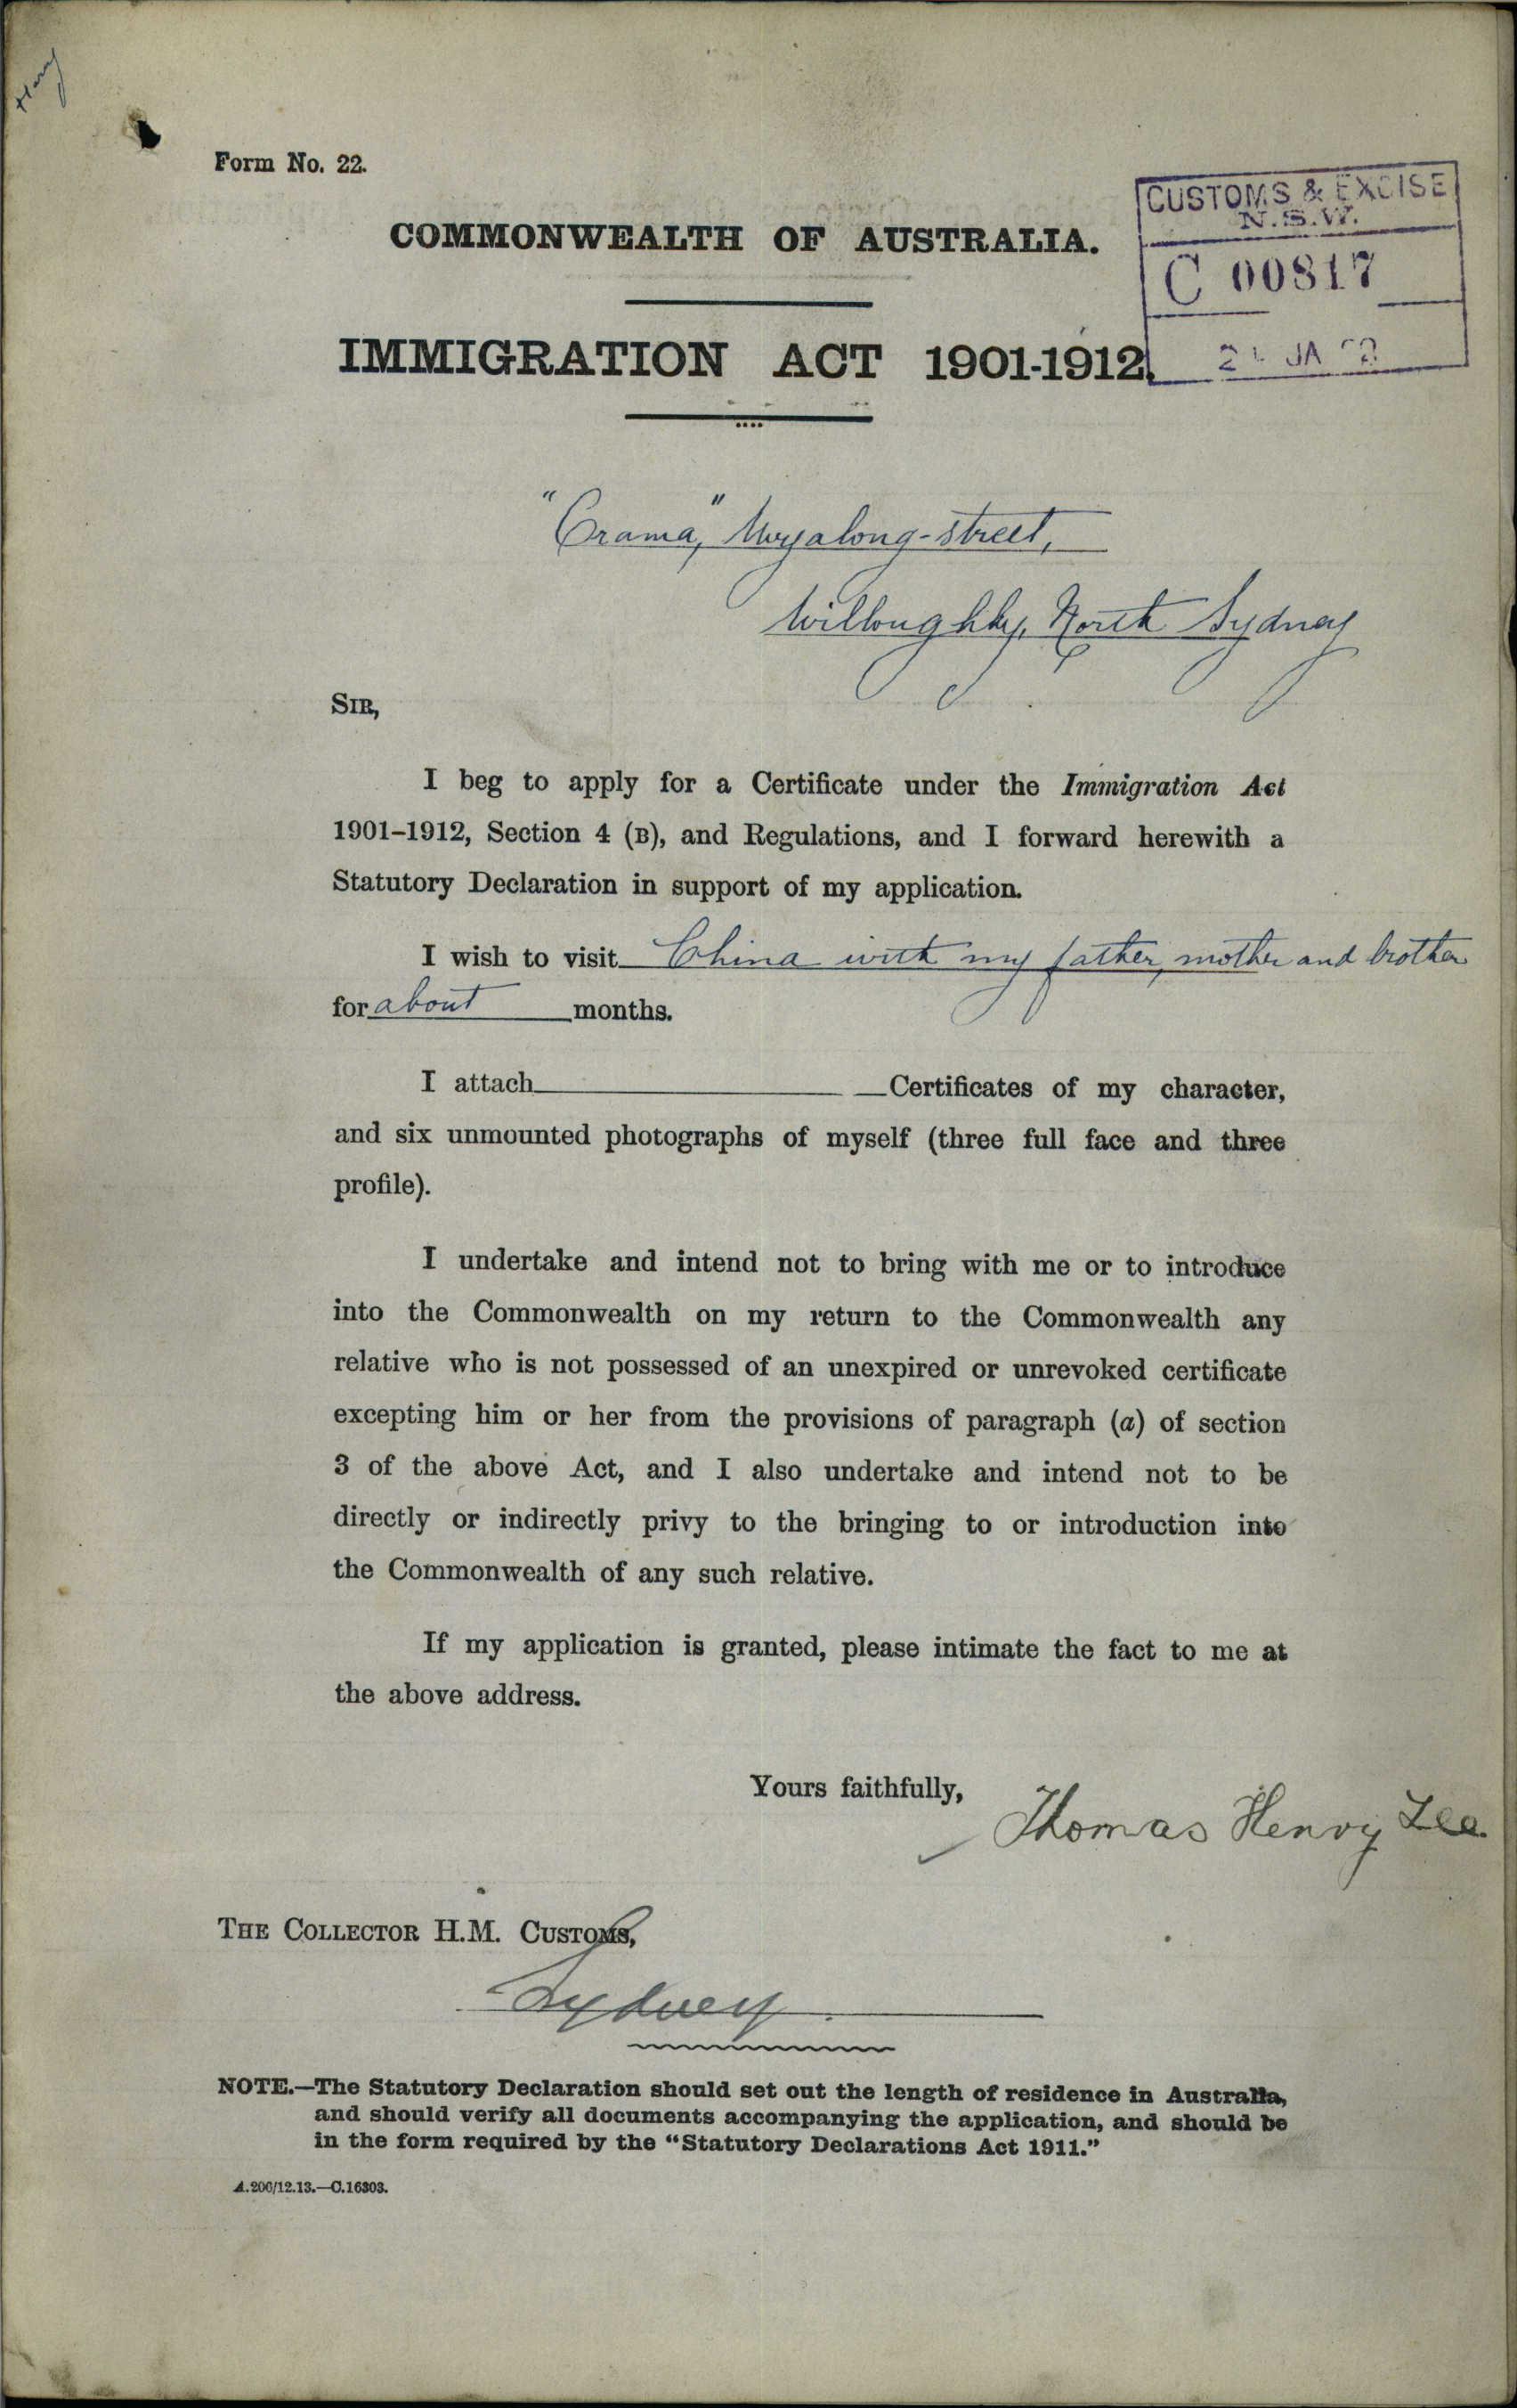 Harry
Form No. 22.
CUSTOMS & EXCISE
N.S.W.
COMMONWEALTH OF AUSTRALIA.
C 00817
IMMIGRATION ACT 1901-1912.
JA
"Orama," Wyalong-street,
Willoughby, North Sydney
SIR,
I beg to apply for a Certificate under the Immigration Act
1901–1912, Section 4 (B), and Regulations, and I forward herewith a
Statutory Declaration in support of my application.
I wish to visit China with my father, mother and brother
for about months.
I attach Certificates of my character,
and six unmounted photographs of myself (three full face and three
profile).
I undertake and intend not to bring with me or to introduce
into the Commonwealth on my return to the Commonwealth any
relative who is not possessed of an unexpired or unrevoked certificate
excepting him or her from the provisions of paragraph (a) of section
3 of the above Act, and I also undertake and intend not to be
directly or indirectly privy to the bringing to or introduction into
the Commonwealth of any such relative.
If my application is granted, please intimate the fact to me at
the above address.
Yours faithfully,
Thomas Henry Lee.
THE COLLECTOR H.M. CUSTOMS,
Sydney.
NOTE.—The Statutory Declaration should set out the length of residence in Australia,
and should verify all documents accompanying the application, and should be
in the form required by the "Statutory Declarations Act 1911."
A.206/12.13.—C.16303.